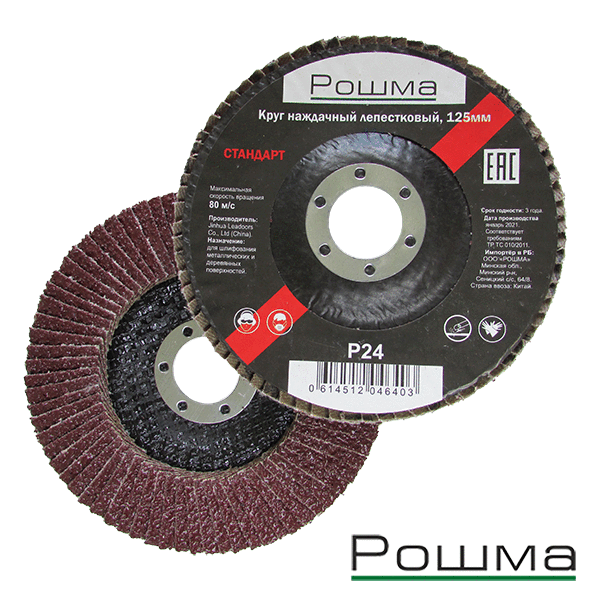 РОШМА
Круг наждачный лепестковый, 125мм
СТАНДАРТ
Максимальная
скорость вращения
80 м/с
Производитель:
Jinhua Leadoors
Co., Ltd (China)
Назначение:
для шлифования
металлических и
деревянных
поверхностей.
EAC
Срок годности: 3 года.
Дата производства
январь 2021.
Соответствует
требованиям
ТР ТС 010/2011.
Импортёр в РБ:
ООО «РОШМА»
Минская обл.,
Минский р-н,
Сеницкий с/с, 64/8.
Страна ввоза: Китай.
P24
0 614512 046403
РОШМА